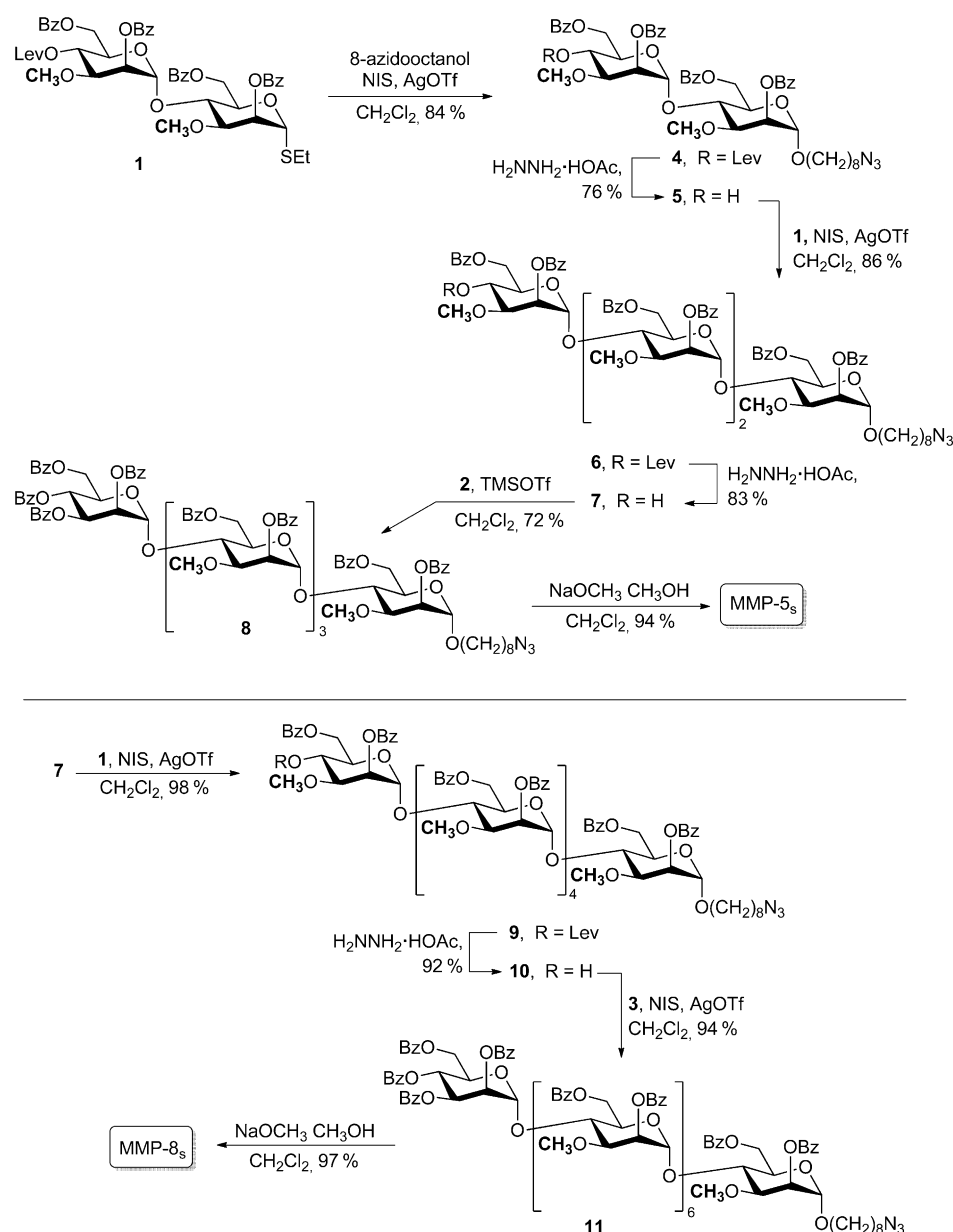 BzO OBz
LevO O
CH3O BzO OBz
O O
CH3O
SEt
1
8-azidooctanol
NIS, AgOTf
CH2Cl2, 84 %
BzO OBz
RO O
CH3O BzO OBz
O O
CH3O
O(CH2)8N3
4, R = Lev
H2NNH2·HOAc,
76 %
5, R = H
1, NIS, AgOTf
CH2Cl2, 86 %
BzO OBz
RO O
CH3O BzO OBz
O O
CH3O BzO OBz
O O
2
CH3O
O(CH2)8N3
6, R = Lev
H2NNH2·HOAc,
83 %
7, R = H
2, TMSOTf
CH2Cl2, 72 %
BzO OBz
BzO O
BzO BzO OBz
O O
CH3O BzO OBz
O O
3
CH3O
O(CH2)8N3
8
NaOCH3 CH3OH
CH2Cl2, 94 %
MMP-5s
7
1, NIS, AgOTf
CH2Cl2, 98 %
BzO OBz
RO O
CH3O BzO OBz
O O
CH3O BzO OBz
O O
4
CH3O
O(CH2)8N3
9, R = Lev
H2NNH2·HOAc,
92 %
10, R = H
3, NIS, AgOTf
CH2Cl2, 94 %
BzO OBz
BzO O
BzO BzO OBz
O O
CH3O BzO OBz
O O
6
CH3O
O(CH2)8N3
11
NaOCH3 CH3OH
CH2Cl2, 97 %
MMP-8s